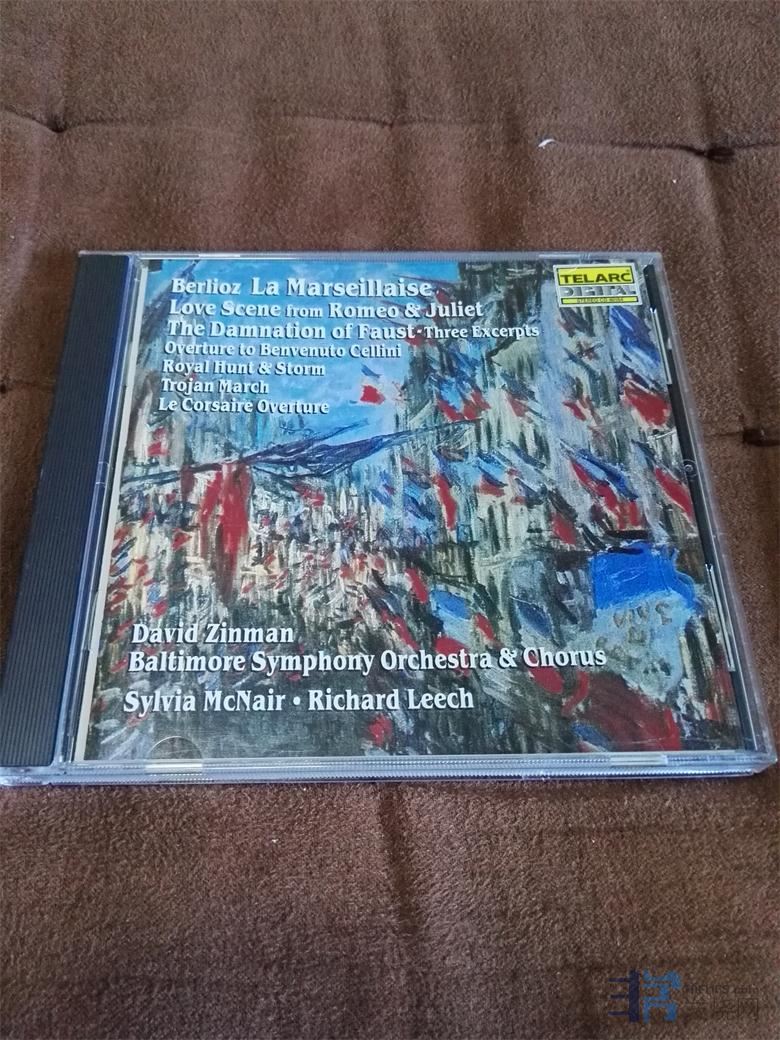 Berlioz La Marseillaise
Love Scene from Romeo & Juliet
The Damnation of Faust·Three Excerpts
Overture to Benvenuto Cellini
Royal Hunt & Storm
Trojan March
Le Corsaire Overture
TELARC
DIGITAL
David Zinman
Baltimore Symphony Orchestra & Chorus
Sylvia McNair • Richard Leech
VIVE